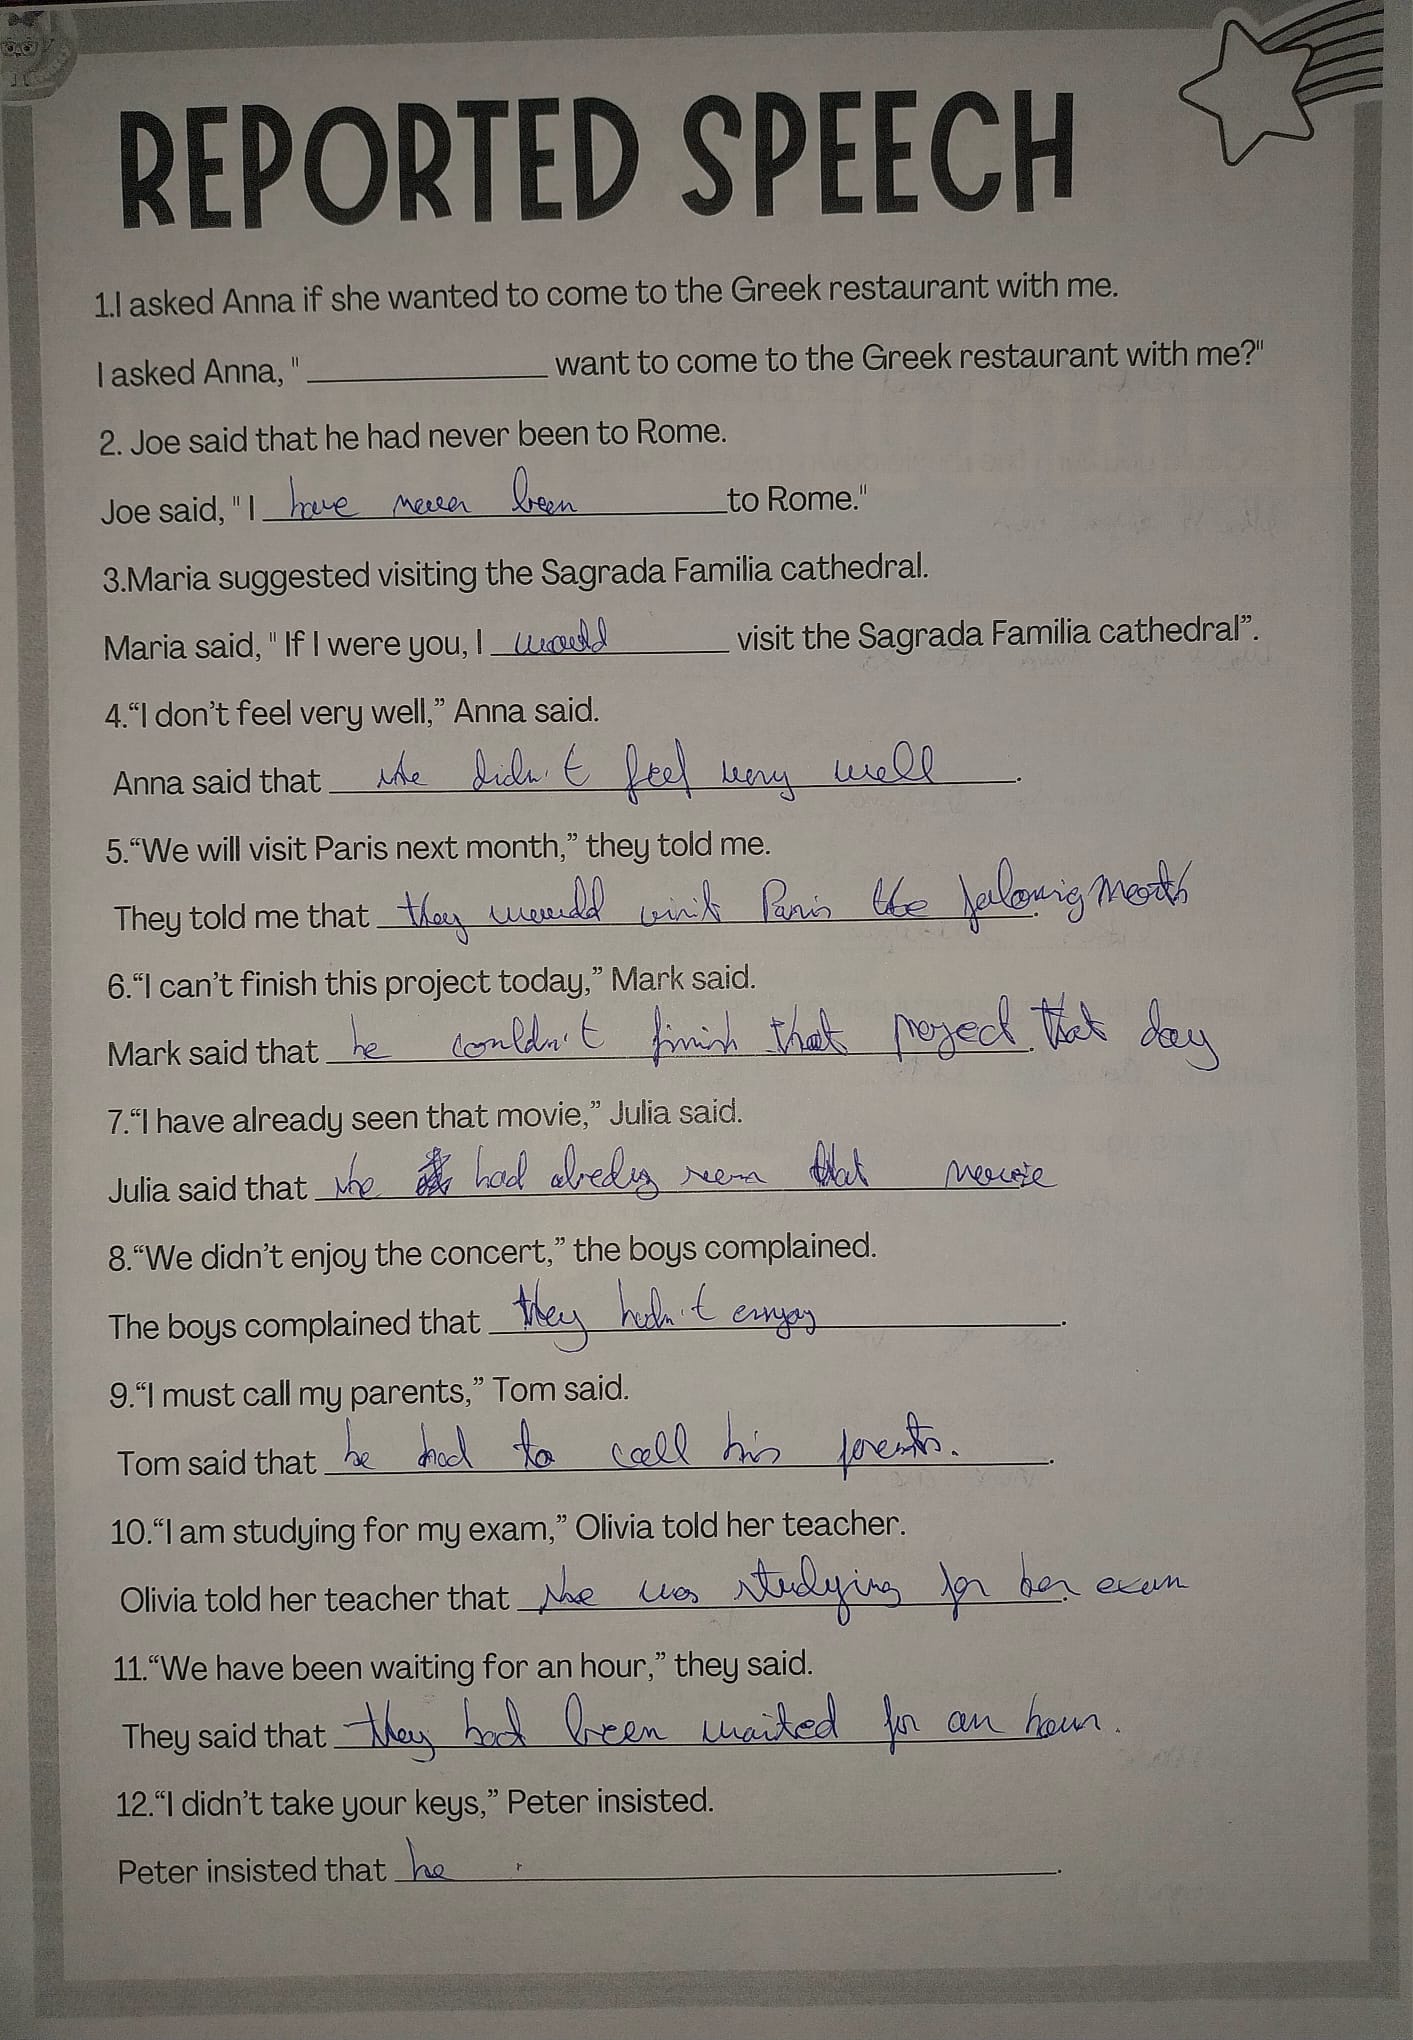 REPORTED SPEECH
1.I asked Anna if she wanted to come to the Greek restaurant with me.
I asked Anna, " ____________ want to come to the Greek restaurant with me?"
2. Joe said that he had never been to Rome.
Joe said, " I have never been to Rome."
3.Maria suggested visiting the Sagrada Familia cathedral.
Maria said, " If I were you, I would visit the Sagrada Familia cathedral”.
4.“I don’t feel very well,” Anna said.
Anna said that she didn't feel very well.
5.“We will visit Paris next month,” they told me.
They told me that they would visit Paris the falowig month.
6.“I can’t finish this project today,” Mark said.
Mark said that he couldn't finish that project. that day
7.“I have already seen that movie,” Julia said.
Julia said that she had alredy seen that movie
8.“We didn’t enjoy the concert,” the boys complained.
The boys complained that they hadn't enyoy.
9.“I must call my parents,” Tom said.
Tom said that he had to call his parents. .
10.“I am studying for my exam,” Olivia told her teacher.
Olivia told her teacher that she was studying for her. exam
11.“We have been waiting for an hour,” they said.
They said that they had been waited for an hour.
12.“I didn’t take your keys,” Peter insisted.
Peter insisted that he ____________.